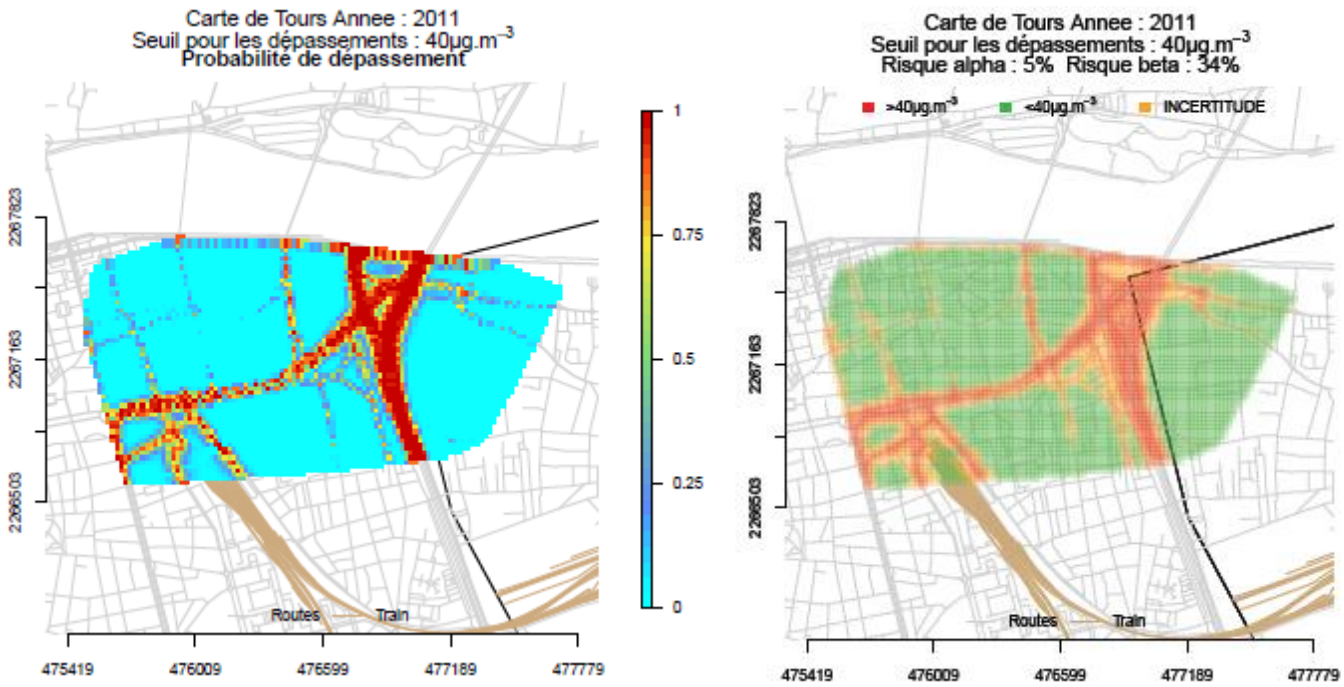 Carte de Tours Annee : 2011
Seuil pour les dépassements : 40µg.m⁻³
Probabilité de dépassement
1
0.75
0.5
0.25
0
2267823
2267163
2266503
Routes
Train
475419
476009
476599
477189
477779
Carte de Tours Annee : 2011
Seuil pour les dépassements : 40µg.m⁻³
Risque alpha : 5% Risque beta : 34%
>40µg.m⁻³
<40µg.m⁻³
INCERTITUDE
2267823
2267163
2266503
Routes
Train
475419
476009
476599
477189
477779